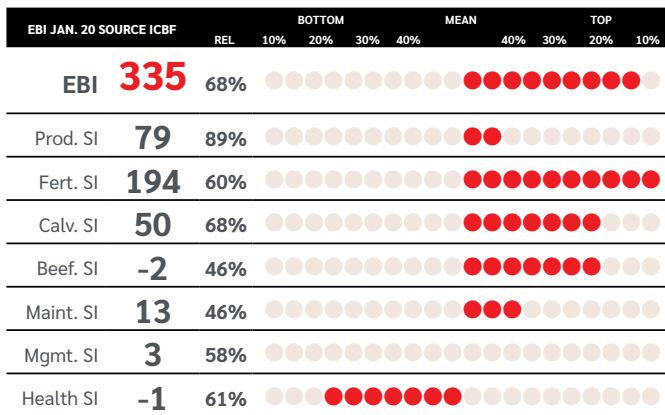 BOTTOM MEAN TOP
EBI JAN. 20 SOURCE ICBF
REL 10% 20% 30% 40% 40% 30% 20% 10%
EBI 335 68%
Prod. SI 79 89%
Fert. SI 194 60%
Calv. SI 50 68%
Beef. SI -2 46%
Maint. SI 13 46%
Mgmt. SI 3 58%
Health SI -1 61%